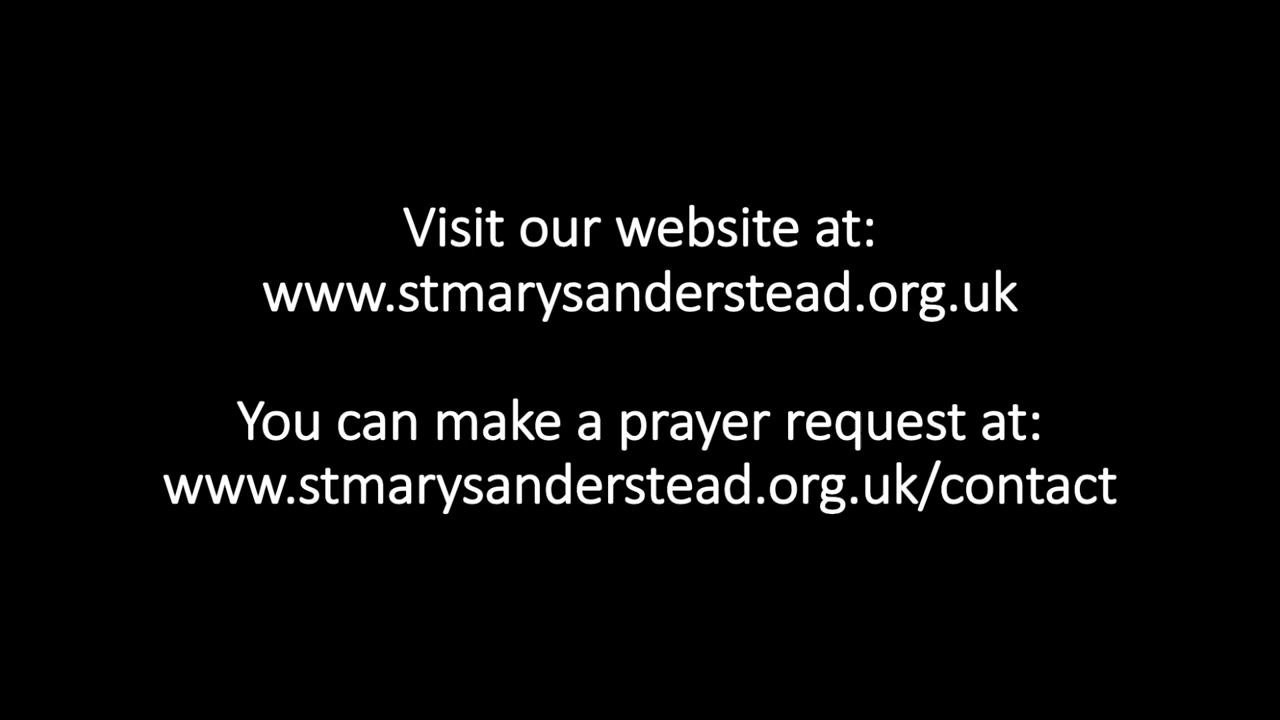 Visit our website at:
www.stmarysanderstead.org.uk
You can make a prayer request at:
www.stmarysanderstead.org.uk/contact